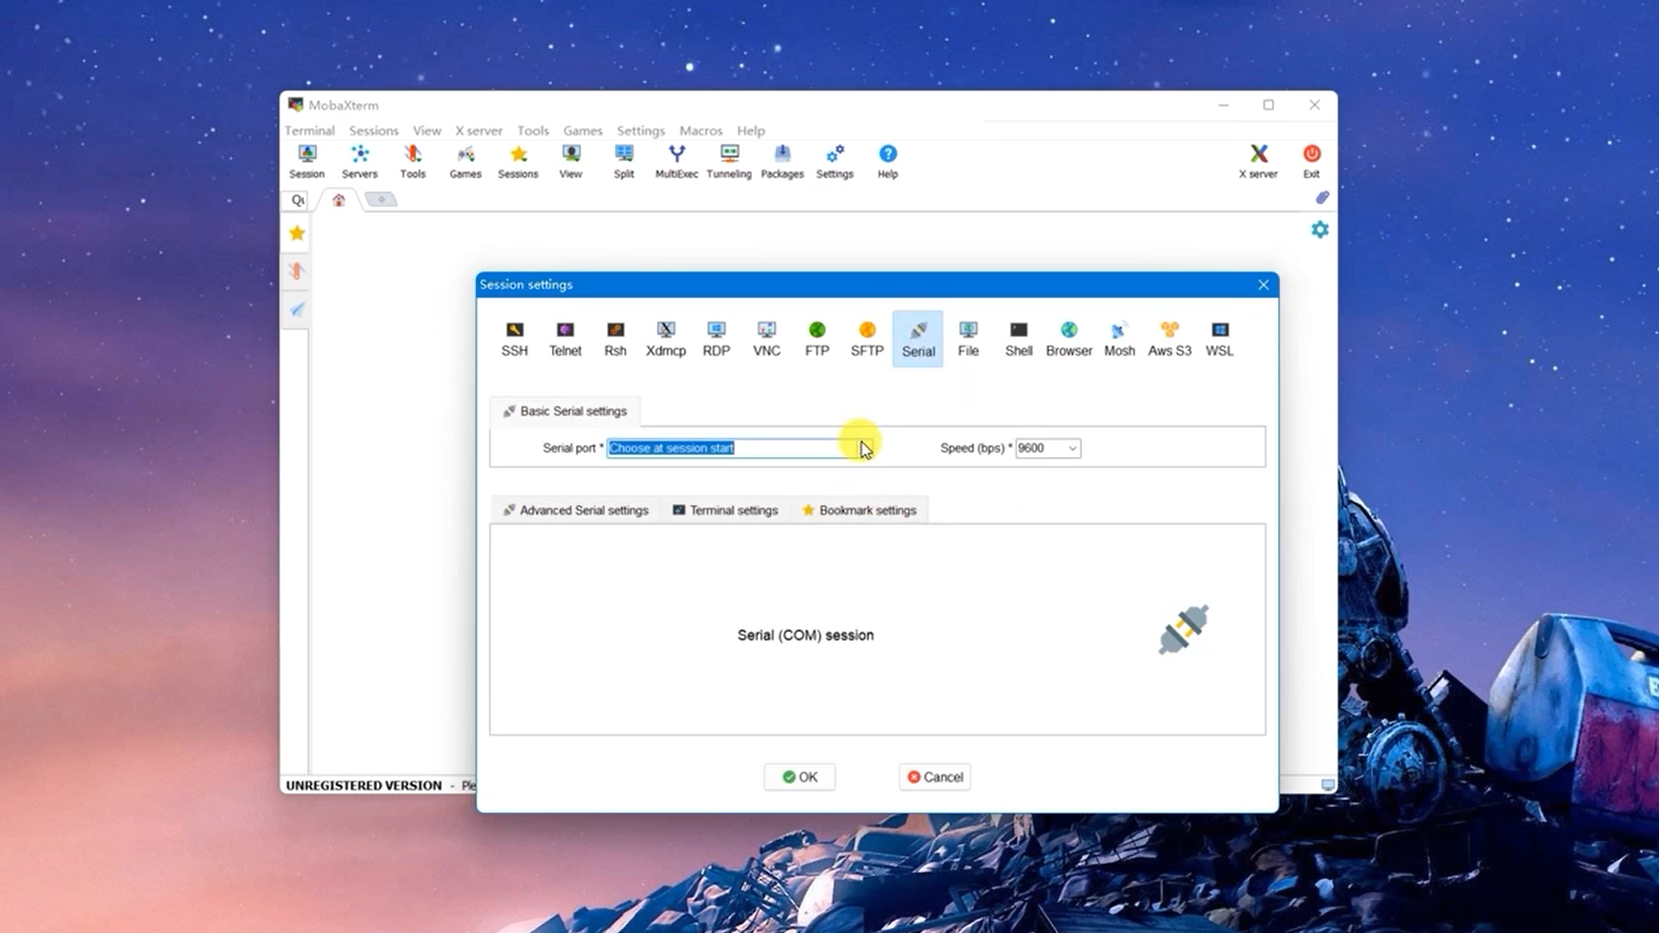 MobaXterm
Terminal Sessions View X server Tools Games Settings Macros Help
Session Servers Tools Games Sessions View Split MultiExec Tunneling Packages Settings Help X server Exit
Session settings
SSH Telnet Rsh Xdmcp RDP VNC FTP SFTP Serial File Shell Browser Mosh Aws S3 WSL
Basic Serial settings
Serial port * Choose at session start Speed (bps) * 9600
Advanced Serial settings Terminal settings Bookmark settings
Serial (COM) session
OK Cancel
UNREGISTERED VERSION -